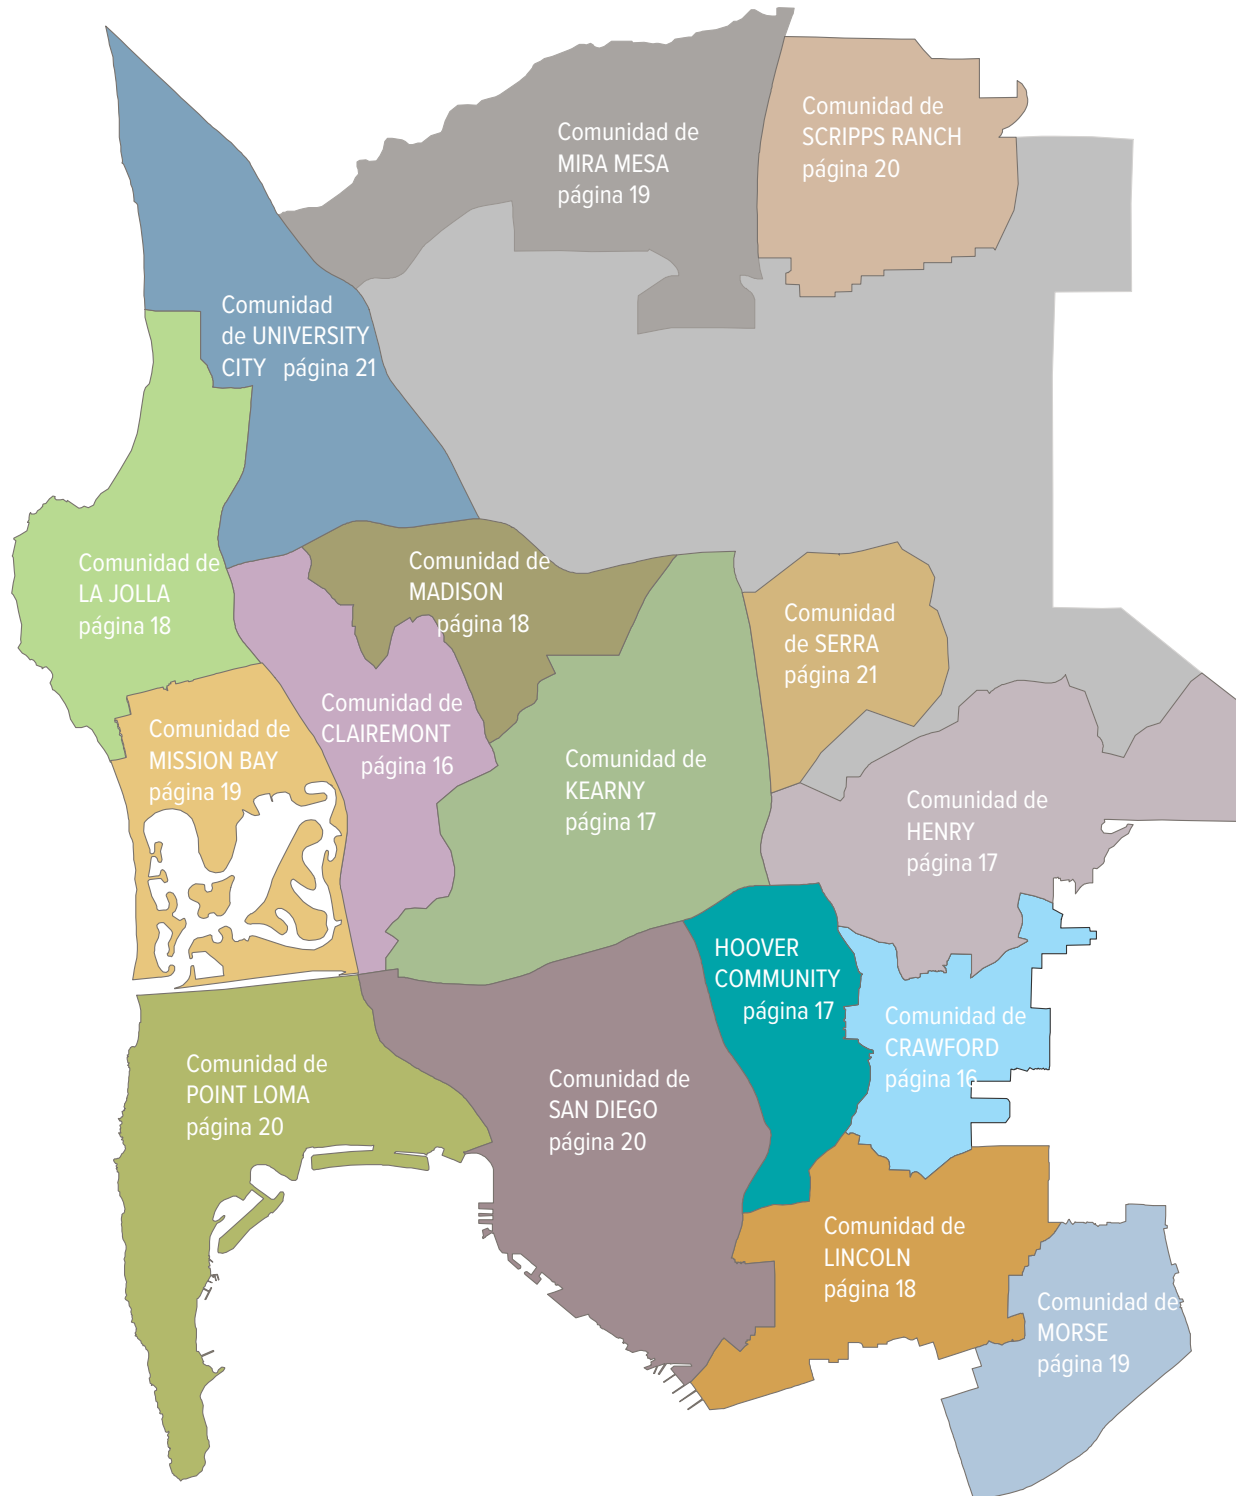 Comunidad de
MIRA MESA
página 19
Comunidad de
SCRIPPS RANCH
página 20
Comunidad
de UNIVERSITY
CITY página 21
Comunidad de
LA JOLLA
página 18
Comunidad de
MADISON
página 18
Comunidad
de SERRA
página 21
Comunidad de
CLAIREMONT
página 16
Comunidad de
MISSION BAY
página 19
Comunidad de
KEARNY
página 17
Comunidad de
HENRY
página 17
HOOVER
COMMUNITY
página 17
Comunidad de
CRAWFORD
página 16
Comunidad de
POINT LOMA
página 20
Comunidad de
SAN DIEGO
página 20
Comunidad de
LINCOLN
página 18
Comunidad de
MORSE
página 19